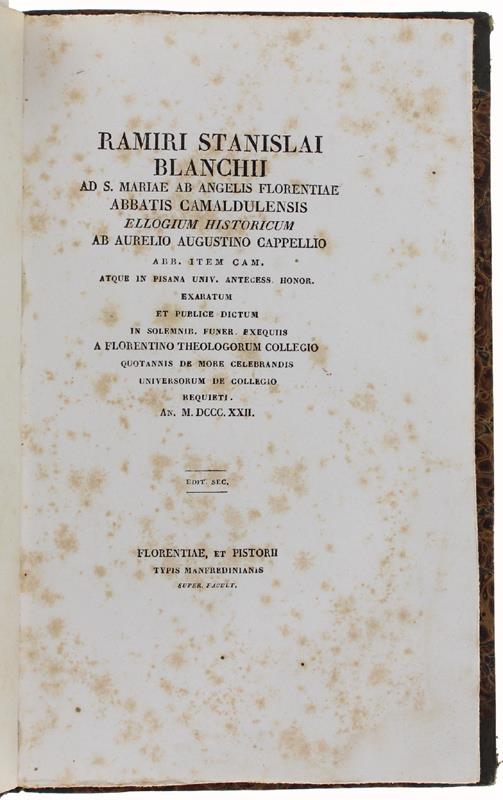 RAMIRI STANISLAI
BLANCHII
AD S. MARIAE AB ANGELIS FLORENTIAE
ABBATIS CAMALDULENSIS
ELLOGIUM HISTORICUM
AB AURELIO AUGUSTINO CAPPELLIO
ABB. ITEM CAM.
ATQUE IN PISANA UNIV. ANTECESS. HONOR.
EXARATUM
ET PUBLICE DICTUM
IN SOLEMNIB. FUNER. EXEQUIIS
A FLORENTINO THEOLOGORUM COLLEGIO
QUOTANNIS DE MORE CELEBRANDIS
UNIVERSORUM DE COLLEGIO
REQUIETI.
AN. M. DCCC. XXII.
EDIT. SEC.
FLORENTIAE, ET PISTORII
TYPIS MANFREDINIANIS
SUPER. FACULT.